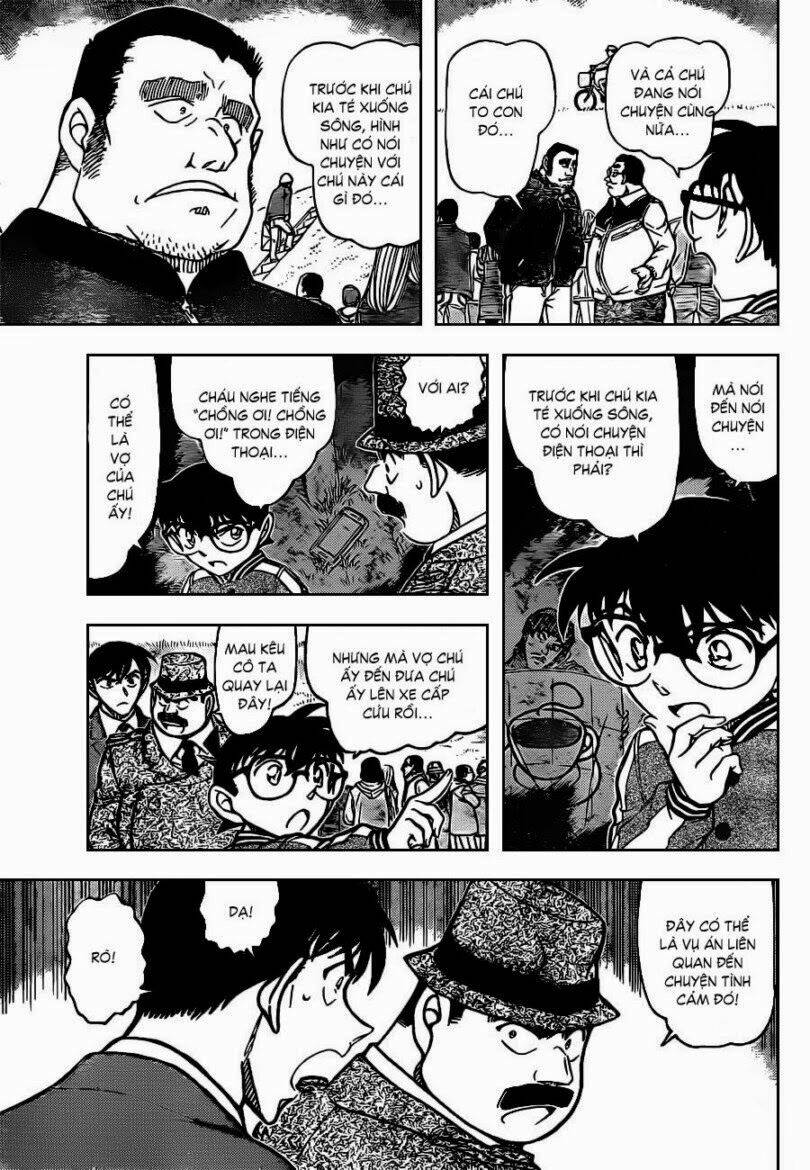 VÀ CẢ CHÚ
ĐANG NÓI
CHUYỆN CÙNG
NỮA...
CÁI CHÚ
TO CON
ĐÓ...
TRƯỚC KHI CHÚ
KIA TÉ XUỐNG
SÔNG, HÌNH
NHƯ CÓ NÓI
CHUYỆN VỚI
CHÚ NÀY CÁI
GÌ ĐÓ...
MÀ NÓI
ĐẾN NÓI
CHUYỆN
...
TRƯỚC KHI CHÚ KIA
TÉ XUỐNG SÔNG,
CÓ NÓI CHUYỆN
ĐIỆN THOẠI THÌ
PHẢI?
VỚI AI?
CHÁU NGHE TIẾNG
"CHỒNG ƠI! CHỒNG
ƠI!" TRONG ĐIỆN
THOẠI...
CÓ
THỂ
LÀ VỢ
CỦA
CHÚ
ẤY!
NHƯNG MÀ VỢ CHÚ
ẤY ĐẾN ĐƯA CHÚ
ẤY LÊN XE CẤP
CỨU RỒI...
MAU KÊU
CÔ TA
QUAY LẠI
ĐÂY!
ĐÂY CÓ THỂ
LÀ VỤ ÁN LIÊN
QUAN ĐẾN
CHUYỆN TÌNH
CẢM ĐÓ!
DẠ!
RÕ!